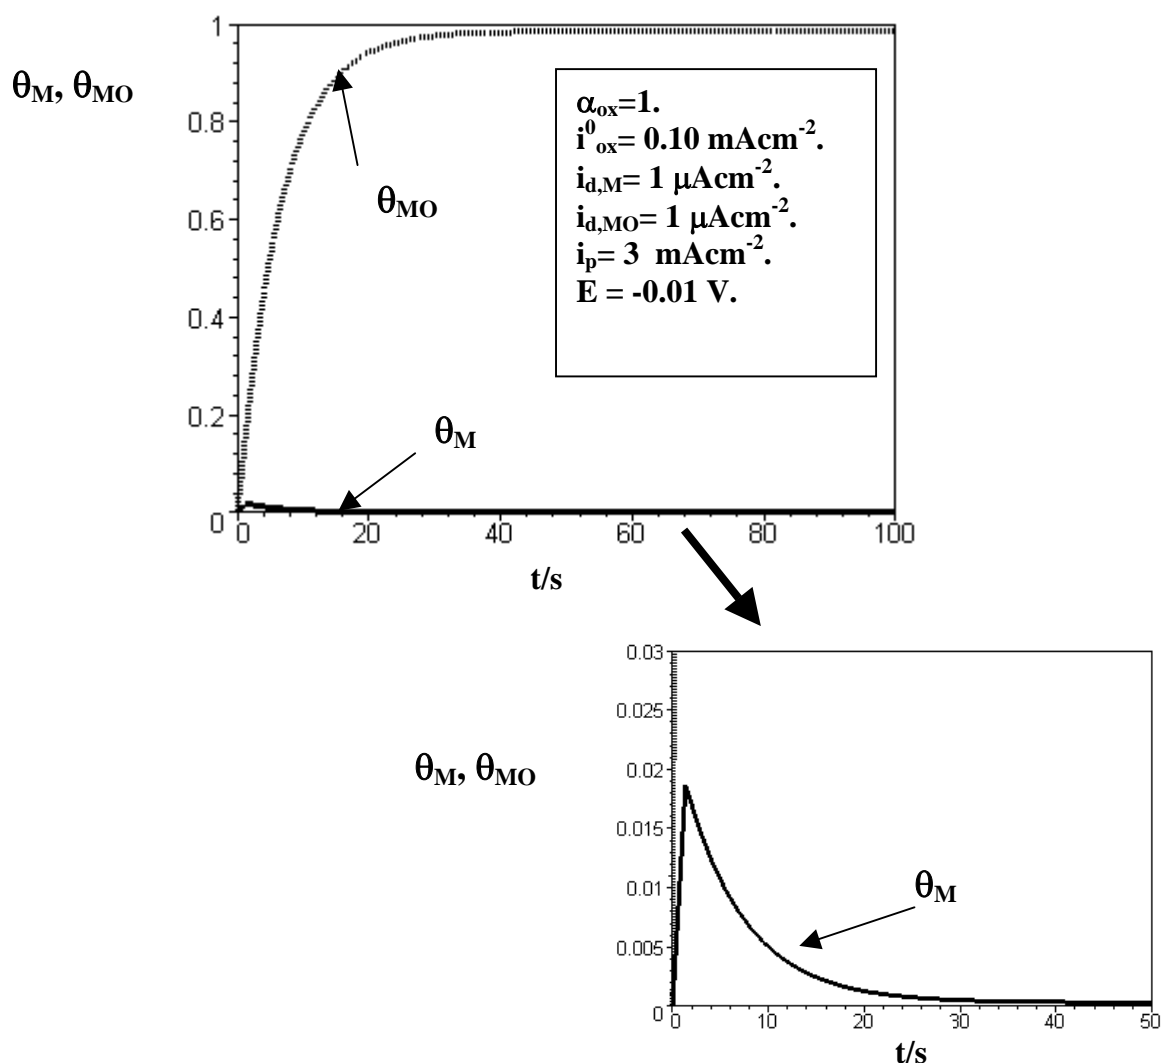 1
θM, θMO
0.8
0.6
0.4
0.2
0
αox=1.
i⁰ox= 0.10 mAcm⁻².
id,M= 1 μAcm⁻².
id,MO= 1 μAcm⁻².
ip= 3 mAcm⁻².
E = -0.01 V.
θMO
θM
0 20 40 60 80 100
t/s
0.03
0.025
0.02
0.015
0.01
0.005
0
θM, θMO
θM
0 10 20 30 40 50
t/s